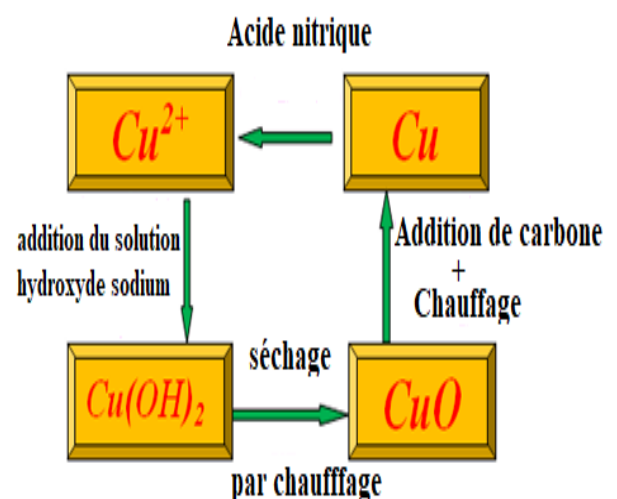 Acide nitrique
Cu²⁺
Cu
addition du solution
hydroxyde sodium
Addition de carbone
+
Chauffage
séchage
Cu(OH)₂
CuO
par chaufffage